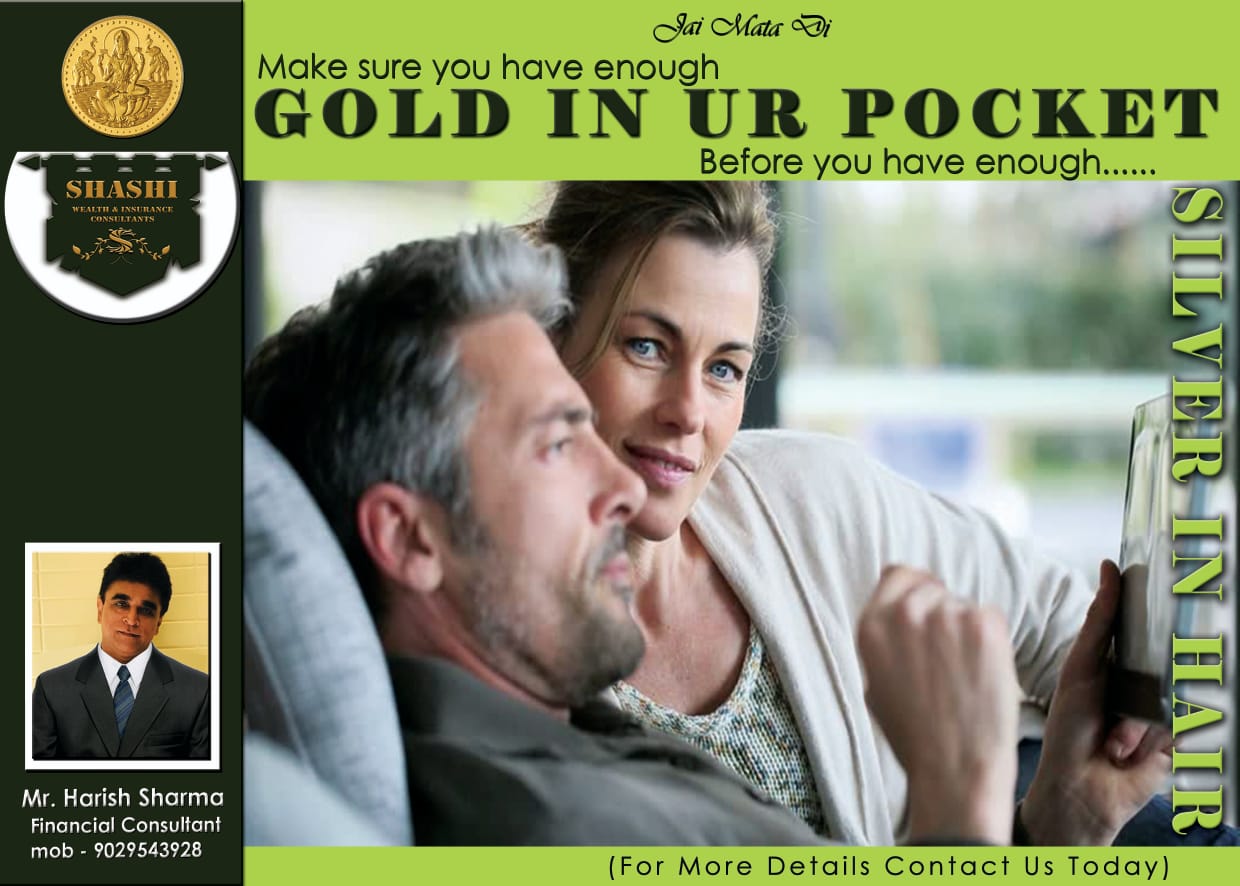 Jai Mata Di
Make sure you have enough
GOLD IN UR POCKET
Before you have enough......
SILVER IN HAIR
SHASHI
WEALTH & INSURANCE
CONSULTANTS
Mr. Harish Sharma
Financial Consultant
mob - 9029543928
(For More Details Contact Us Today)